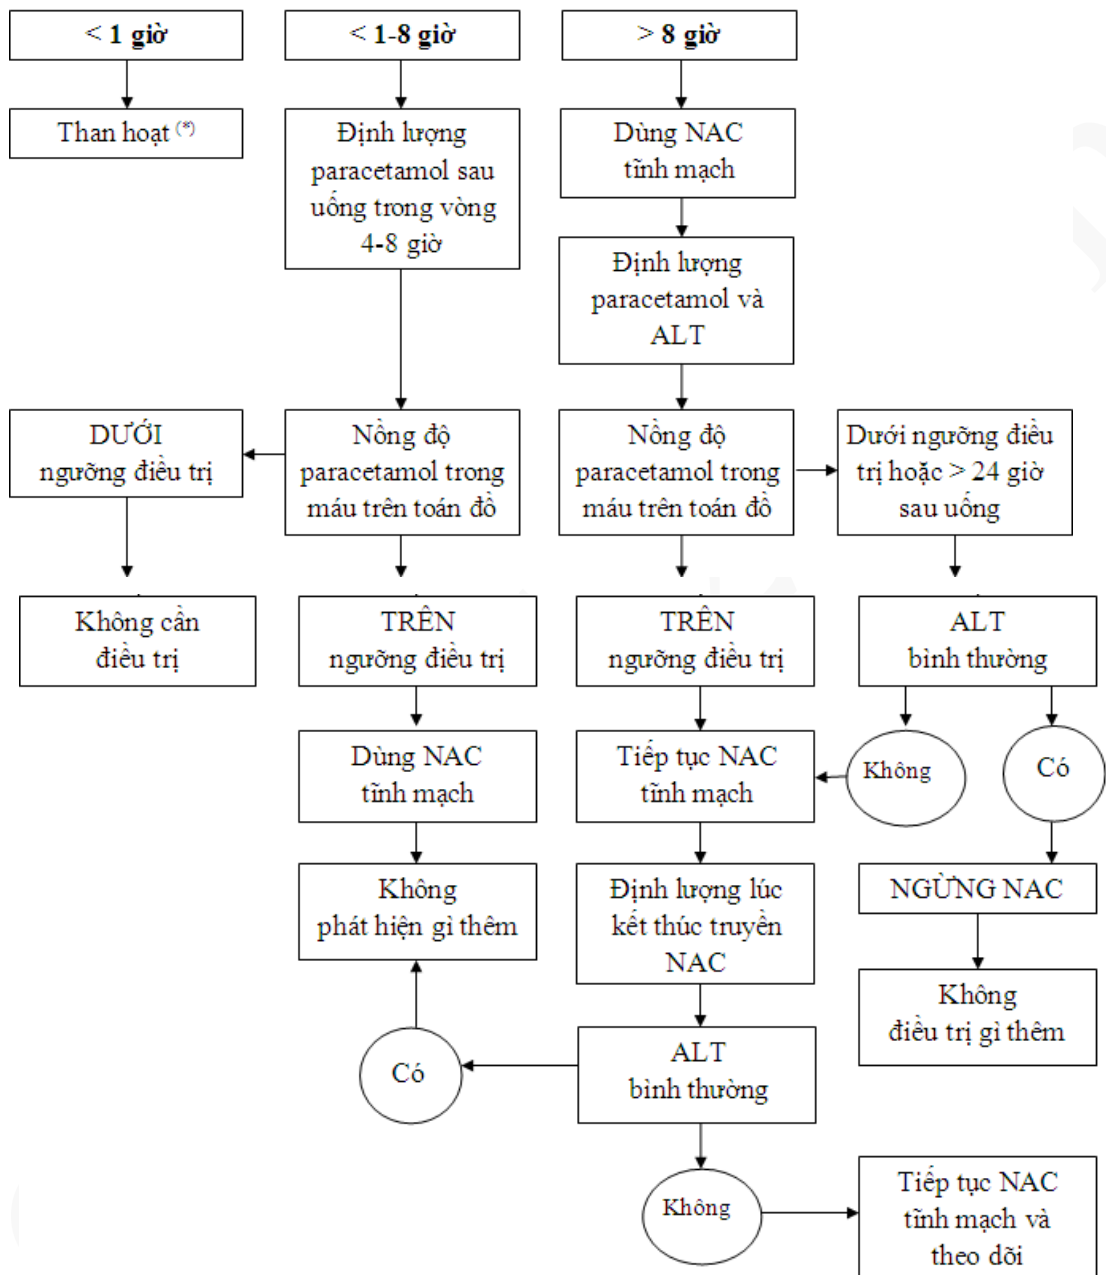 < 1 giờ
< 1-8 giờ
> 8 giờ
Than hoạt (*)
Định lượng
paracetamol sau
uống trong vòng
4-8 giờ
Dùng NAC
tĩnh mạch
Định lượng
paracetamol và
ALT
DƯỚI
ngưỡng điều trị
Nồng độ
paracetamol trong
máu trên toán đồ
Nồng độ
paracetamol trong
máu trên toán đồ
Dưới ngưỡng điều
trị hoặc > 24 giờ
sau uống
Không cần
điều trị
TRÊN
ngưỡng điều trị
TRÊN
ngưỡng điều trị
ALT
bình thường
Dùng NAC
tĩnh mạch
Tiếp tục NAC
tĩnh mạch
Không
Có
Không
phát hiện gì thêm
Định lượng lúc
kết thúc truyền
NAC
NGỪNG NAC
Không
điều trị gì thêm
Có
ALT
bình thường
Không
Tiếp tục NAC
tĩnh mạch và
theo dõi